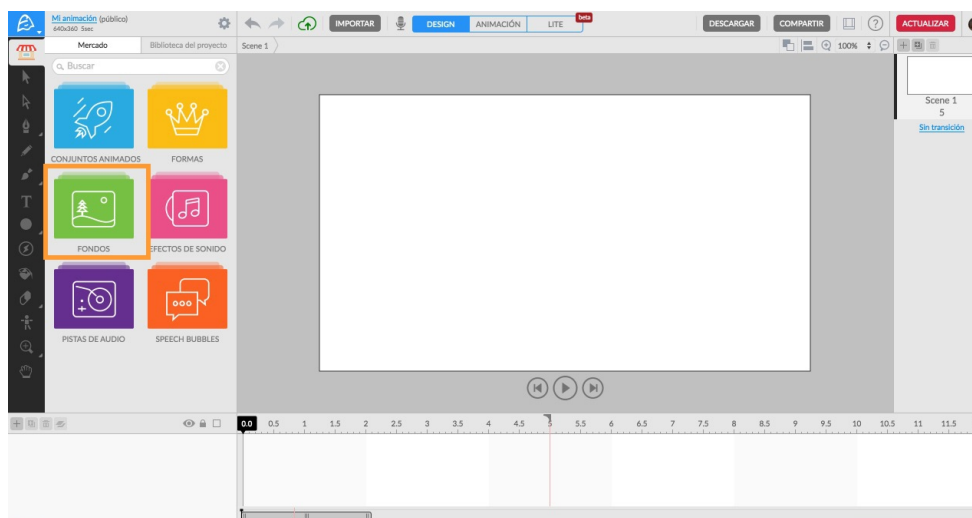 Mi animación (público)
640x360 5sec
IMPORTAR
DESIGN
ANIMACIÓN
LITE
beta
DESCARGAR
COMPARTIR
?
ACTUALIZAR
Mercado
Biblioteca del proyecto
Scene 1
100%
Buscar
CONJUNTOS ANIMADOS
FORMAS
FONDOS
EFECTOS DE SONIDO
PISTAS DE AUDIO
SPEECH BUBBLES
T
Scene 1
5
Sin transición
0.0 0.5 1 1.5 2 2.5 3 3.5 4 4.5 5 5.5 6 6.5 7 7.5 8 8.5 9 9.5 10 10.5 11 11.5